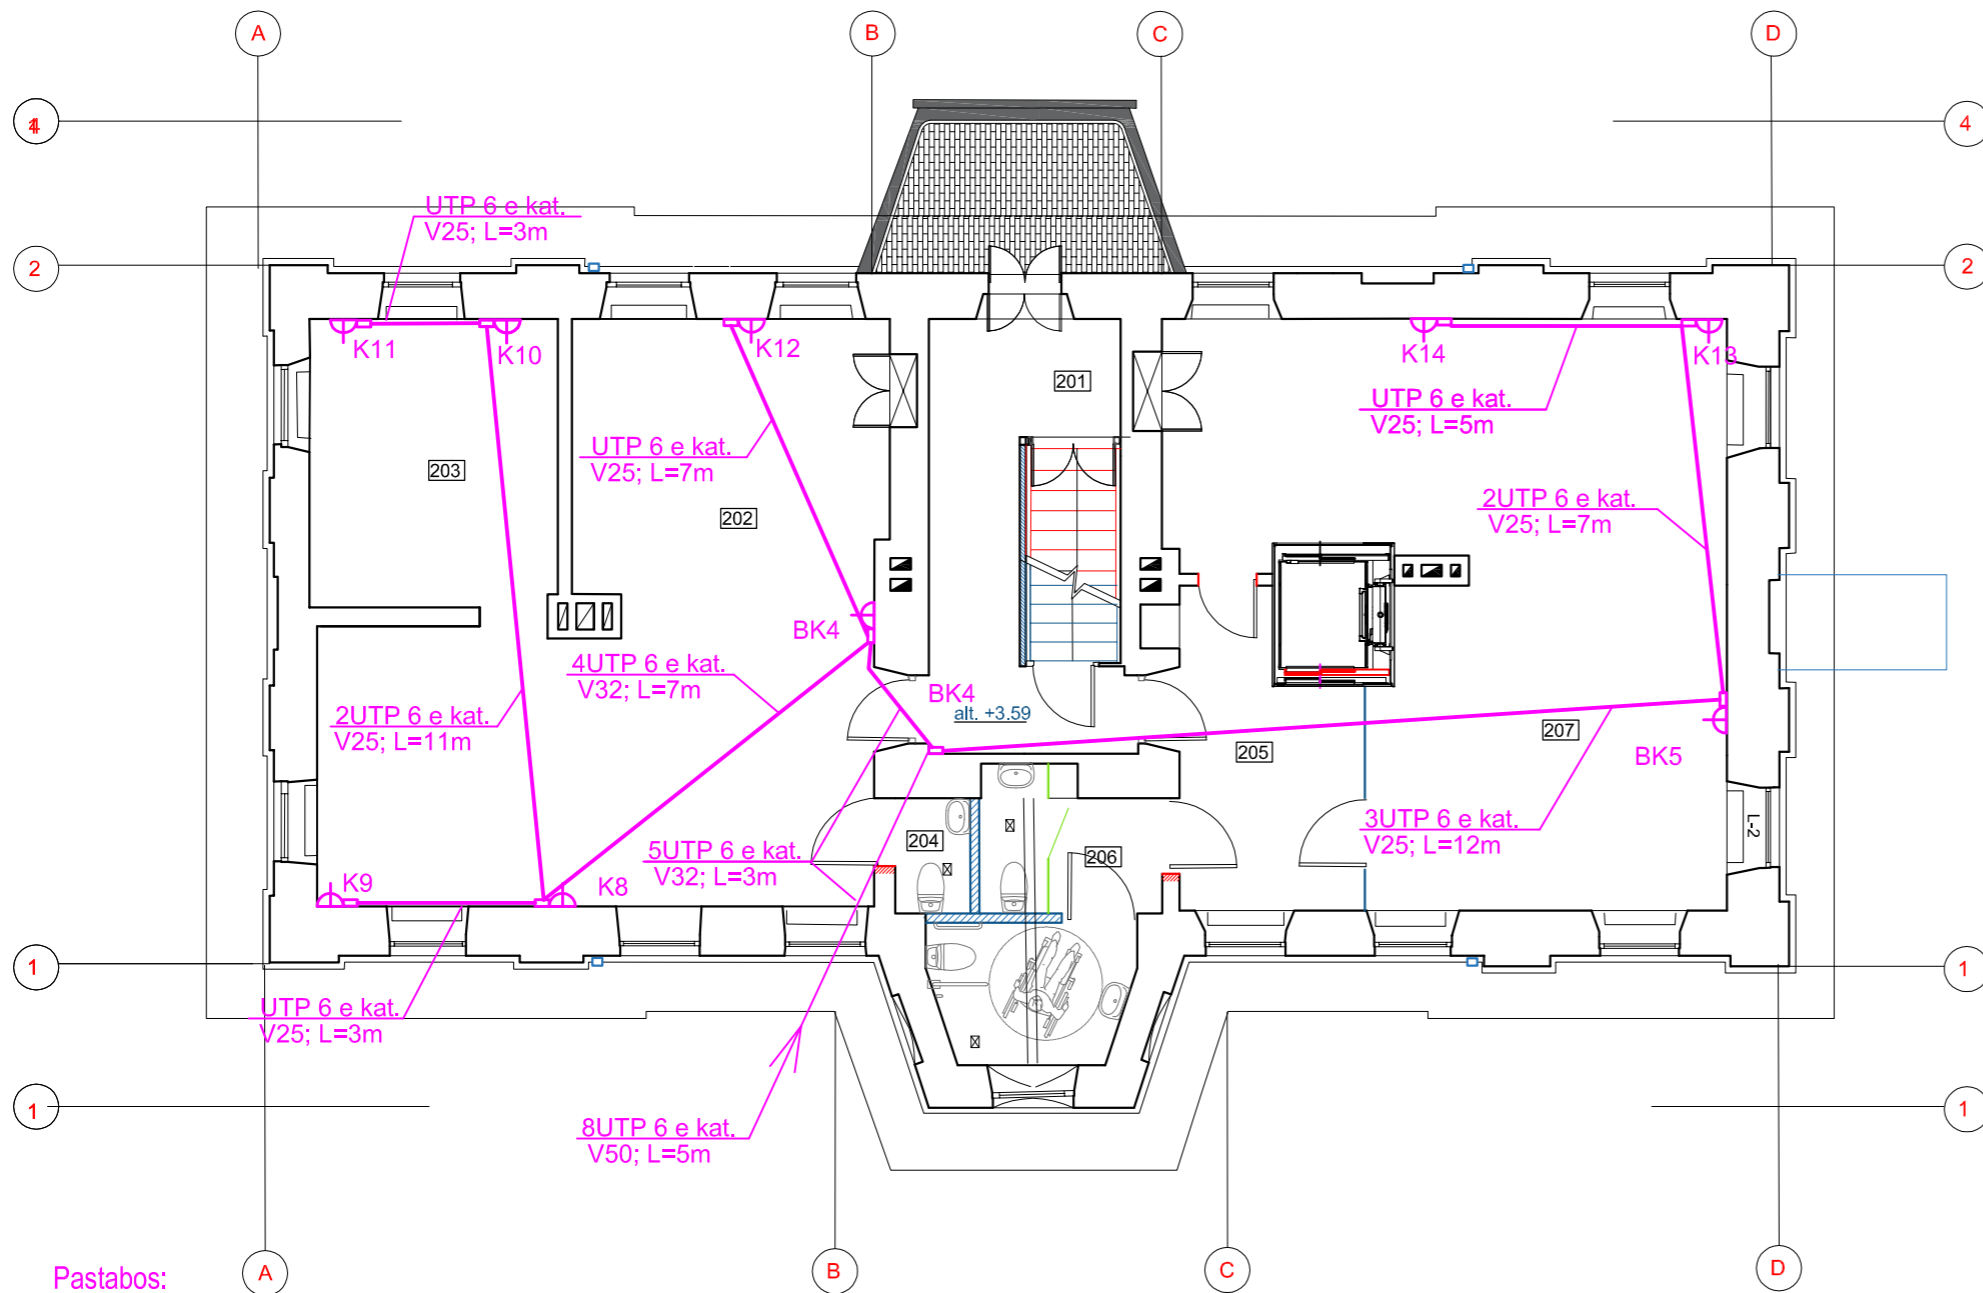 A
B
C
D
4
2
2
UTP 6 e kat.
V25; L=3m
K11
K10
K12
K14
K13
201
UTP 6 e kat.
V25; L=5m
UTP 6 e kat.
V25; L=7m
203
202
2UTP 6 e kat.
V25; L=7m
BK4
4UTP 6 e kat.
V32; L=7m
BK4
alt. +3.59
2UTP 6 e kat.
V25; L=11m
205
207
BK5
3UTP 6 e kat.
V25; L=12m
L-2
204
206
5UTP 6 e kat.
V32; L=3m
K9
K8
1
1
UTP 6 e kat.
V25; L=3m
1
1
8UTP 6 e kat.
V50; L=5m
Pastabos:
A
B
C
D